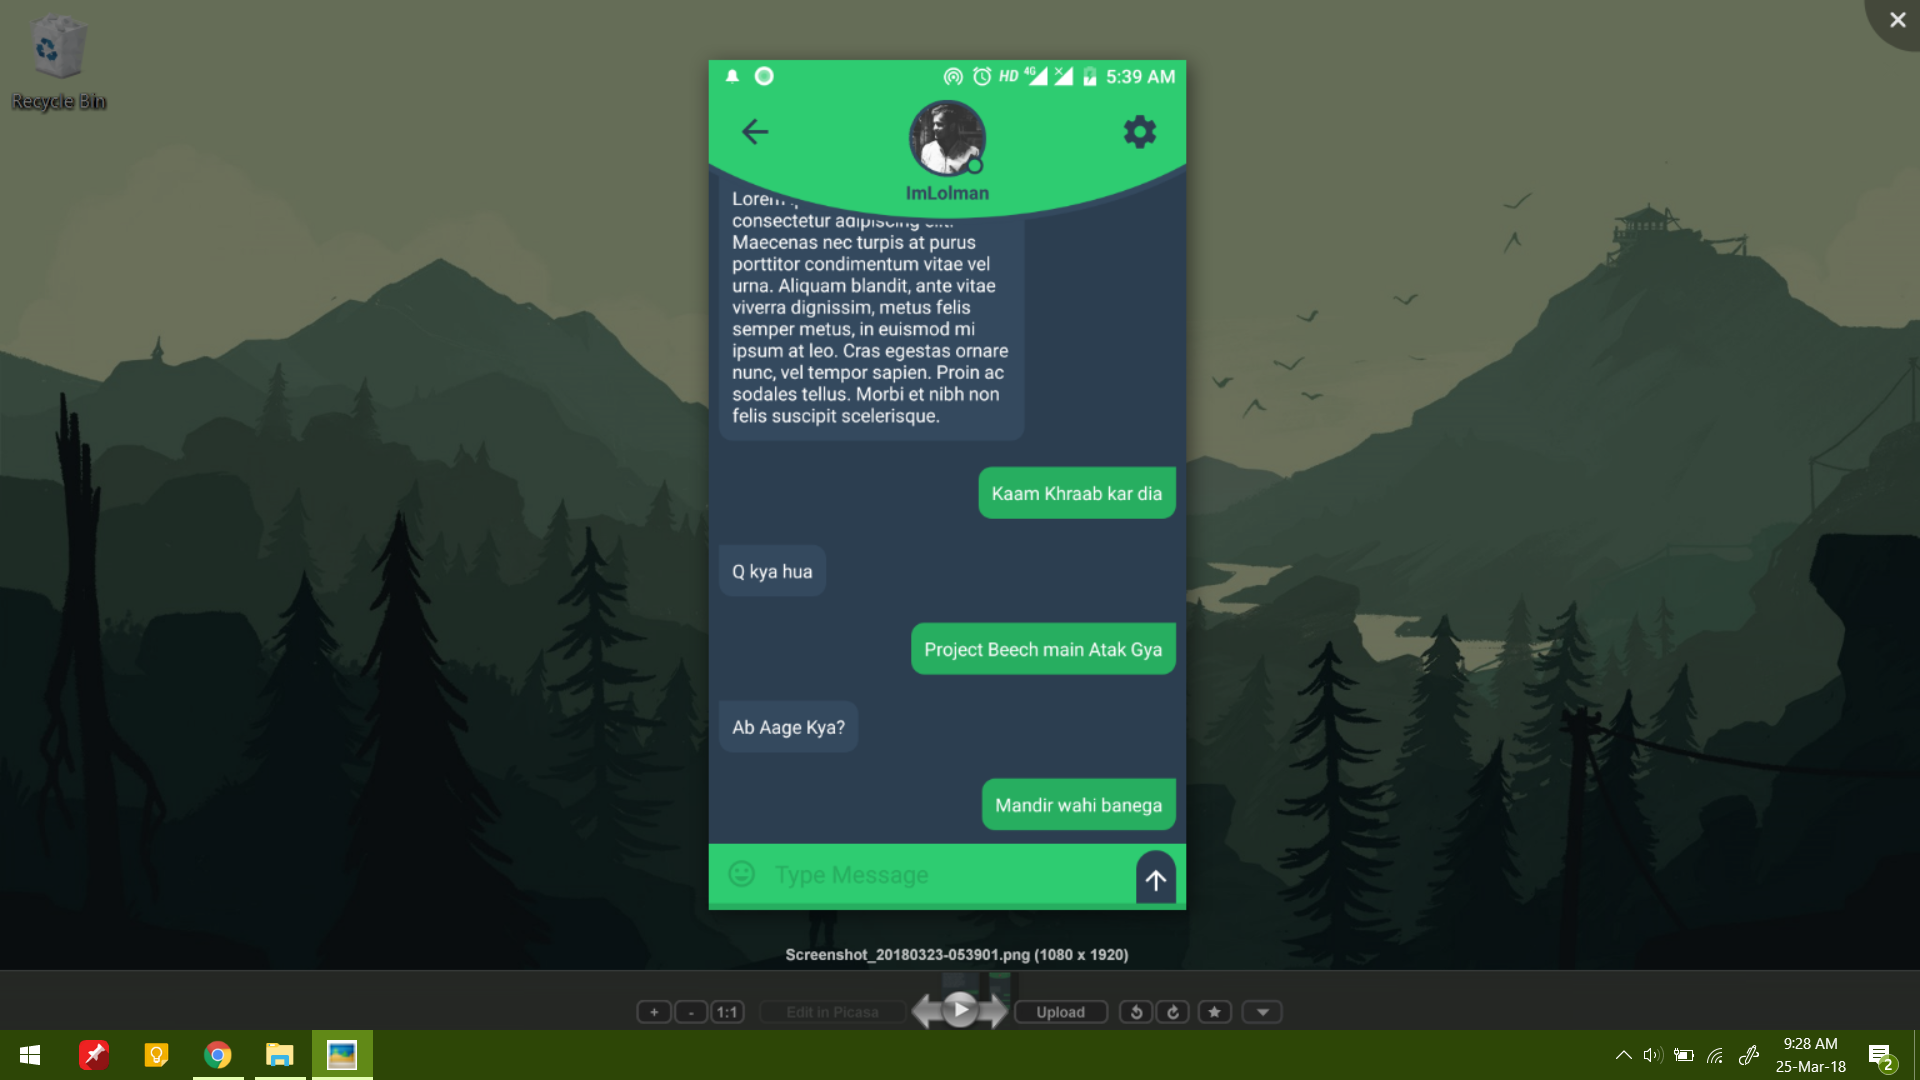 Recycle Bin
HD 4G 5:39 AM
ImLolman
consectetur adipiscing elit.
Maecenas nec turpis at purus
porttitor condimentum vitae vel
urna. Aliquam blandit, ante vitae
viverra dignissim, metus felis
semper metus, in euismod mi
ipsum at leo. Cras egestas ornare
nunc, vel tempor sapien. Proin ac
sodales tellus. Morbi et nibh non
felis suscipit scelerisque.
Kaam Khraab kar dia
Q kya hua
Project Beech main Atak Gya
Ab Aage Kya?
Mandir wahi banega
Type Message
Screenshot_20180323-053901.png (1080 x 1920)
+ - 1:1 Edit in Picasa Upload
9:28 AM
25-Mar-18
2